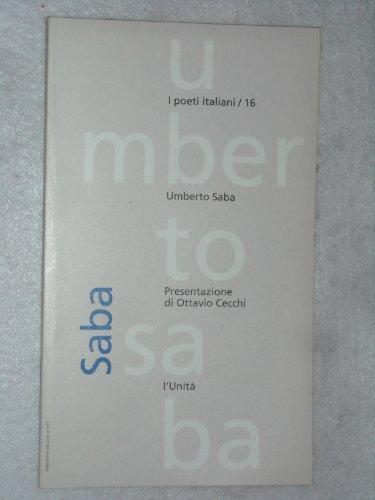 u
I poeti italiani / 16
mber
Umberto Saba
to
Presentazione
di Ottavio Cecchi
Saba
sa
l'Unità
ba